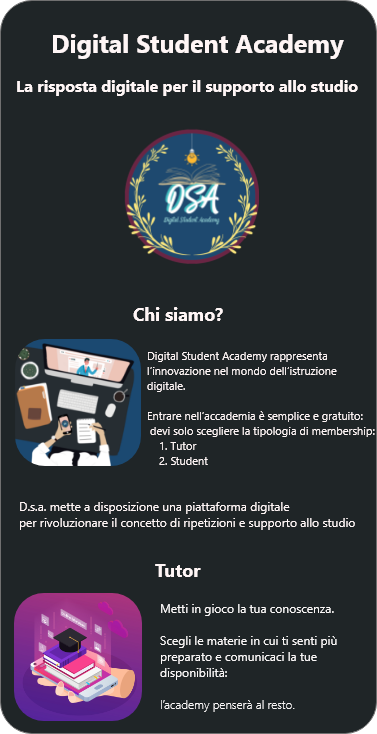 Digital Student Academy
La risposta digitale per il supporto allo studio
DSA
Digital Student Academy
Chi siamo?
Digital Student Academy rappresenta
l'innovazione nel mondo dell'istruzione
digitale.
Entrare nell'accademia è semplice e gratuito:
devi solo scegliere la tipologia di membership:
1. Tutor
2. Student
D.s.a. mette a disposizione una piattaforma digitale
per rivoluzionare il concetto di ripetizioni e supporto allo studio
Tutor
Metti in gioco la tua conoscenza.
Scegli le materie in cui ti senti più
preparato e comunicaci la tue
disponibilità:
l'academy penserà al resto.